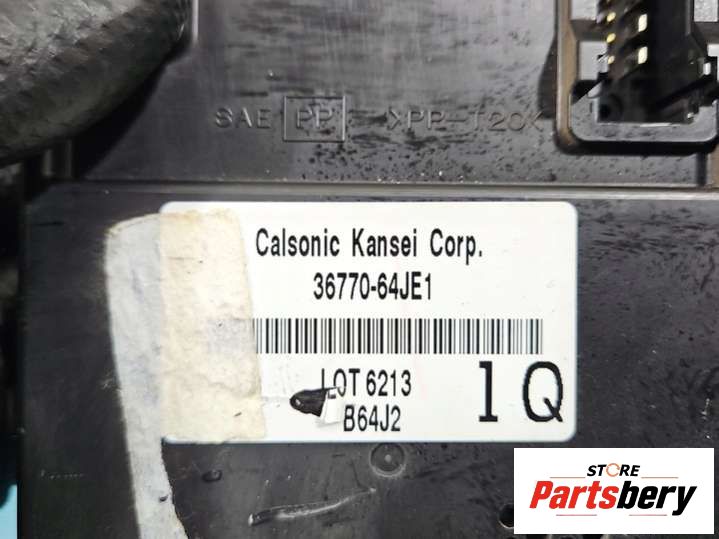 SAE PP >PP-T20<
Calsonic Kansei Corp.
36770-64JE1
LOT 6213
B64J2
1Q
STORE
Partsbery